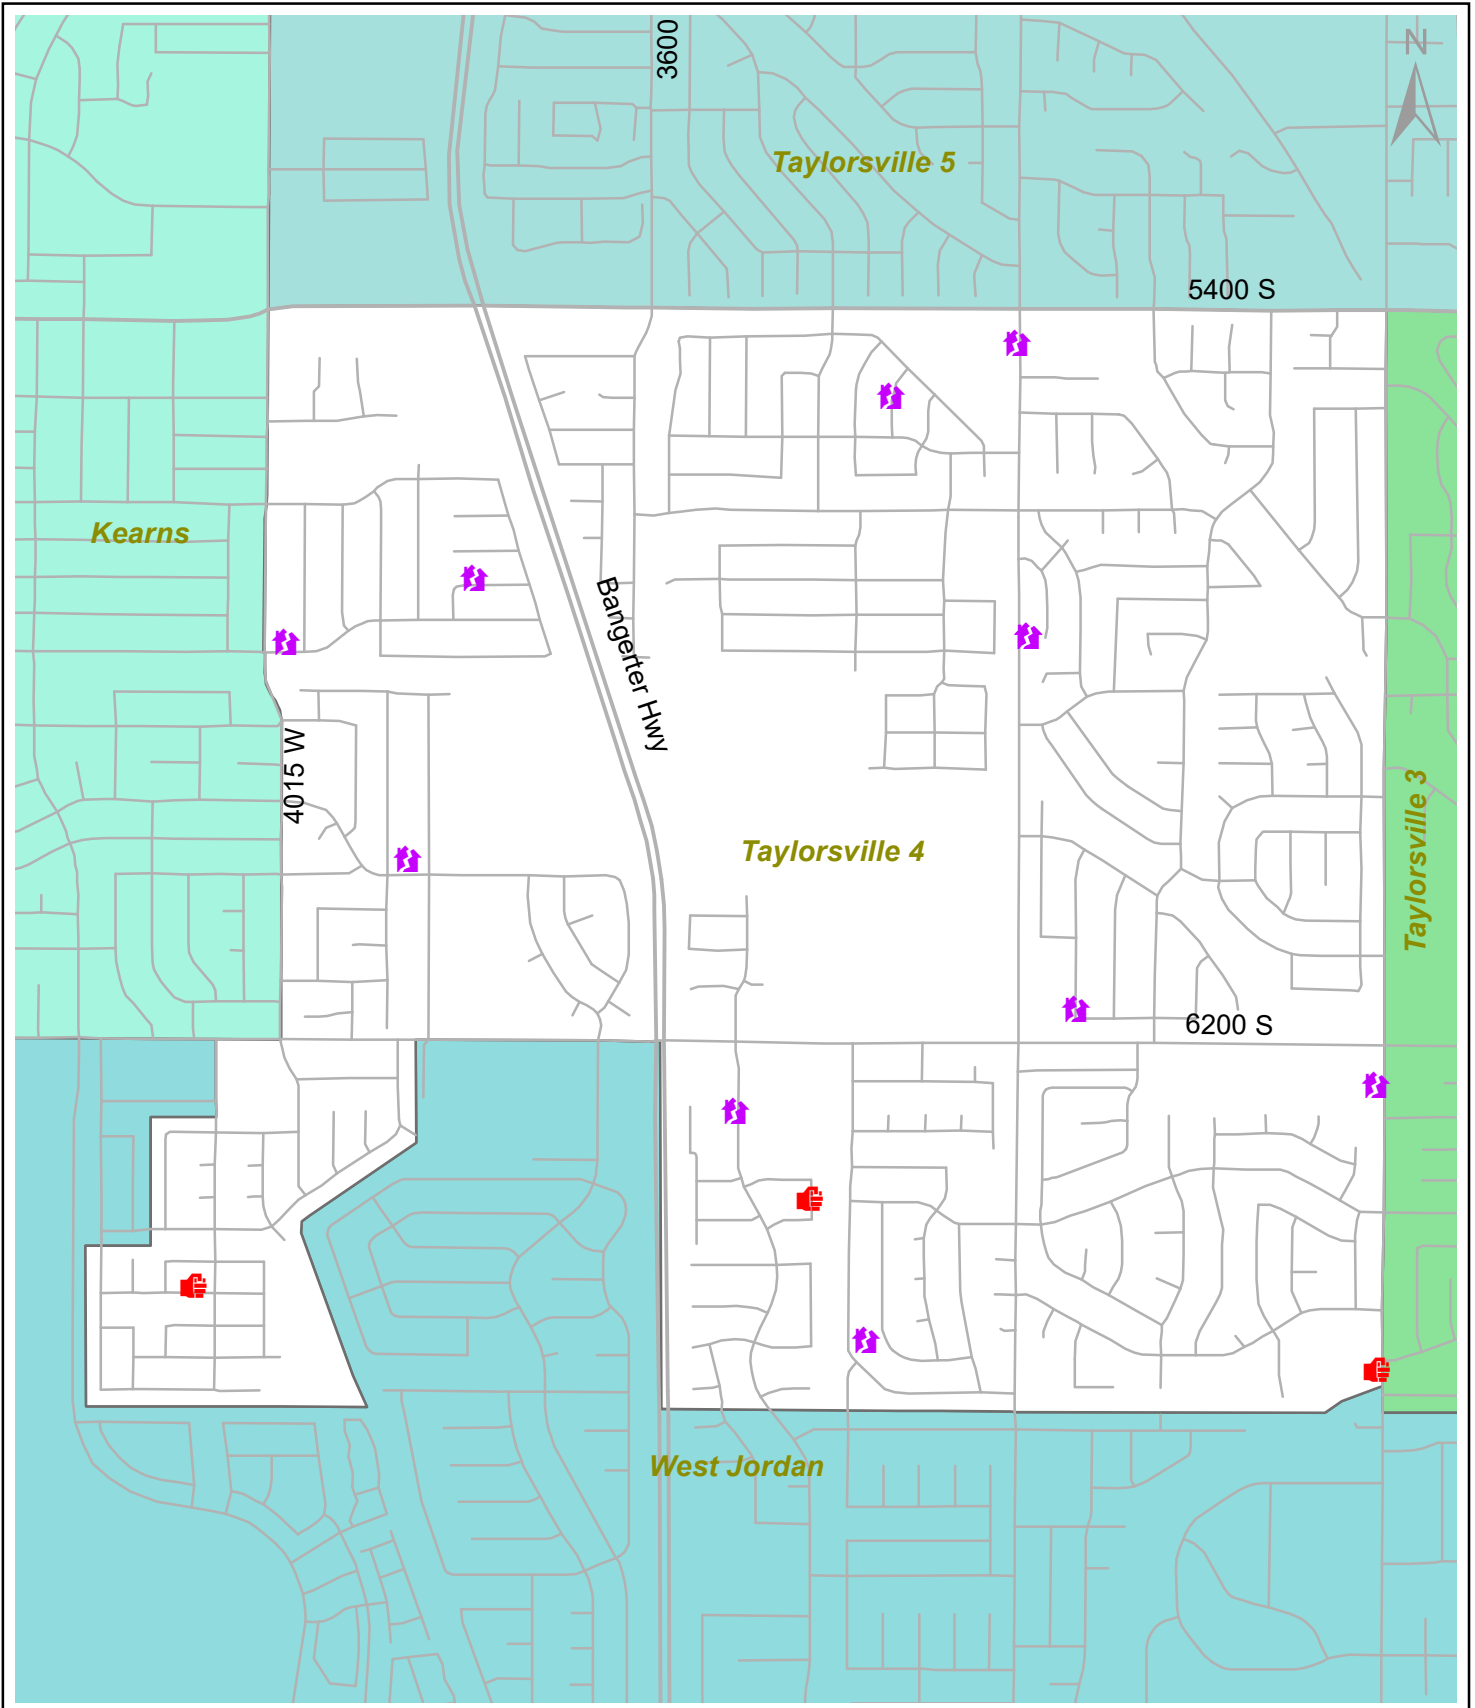 3600
N
Taylorsville 5
5400 S
Kearns
Bangerter Hwy
4015 W
Taylorsville 4
Taylorsville 3
6200 S
West Jordan